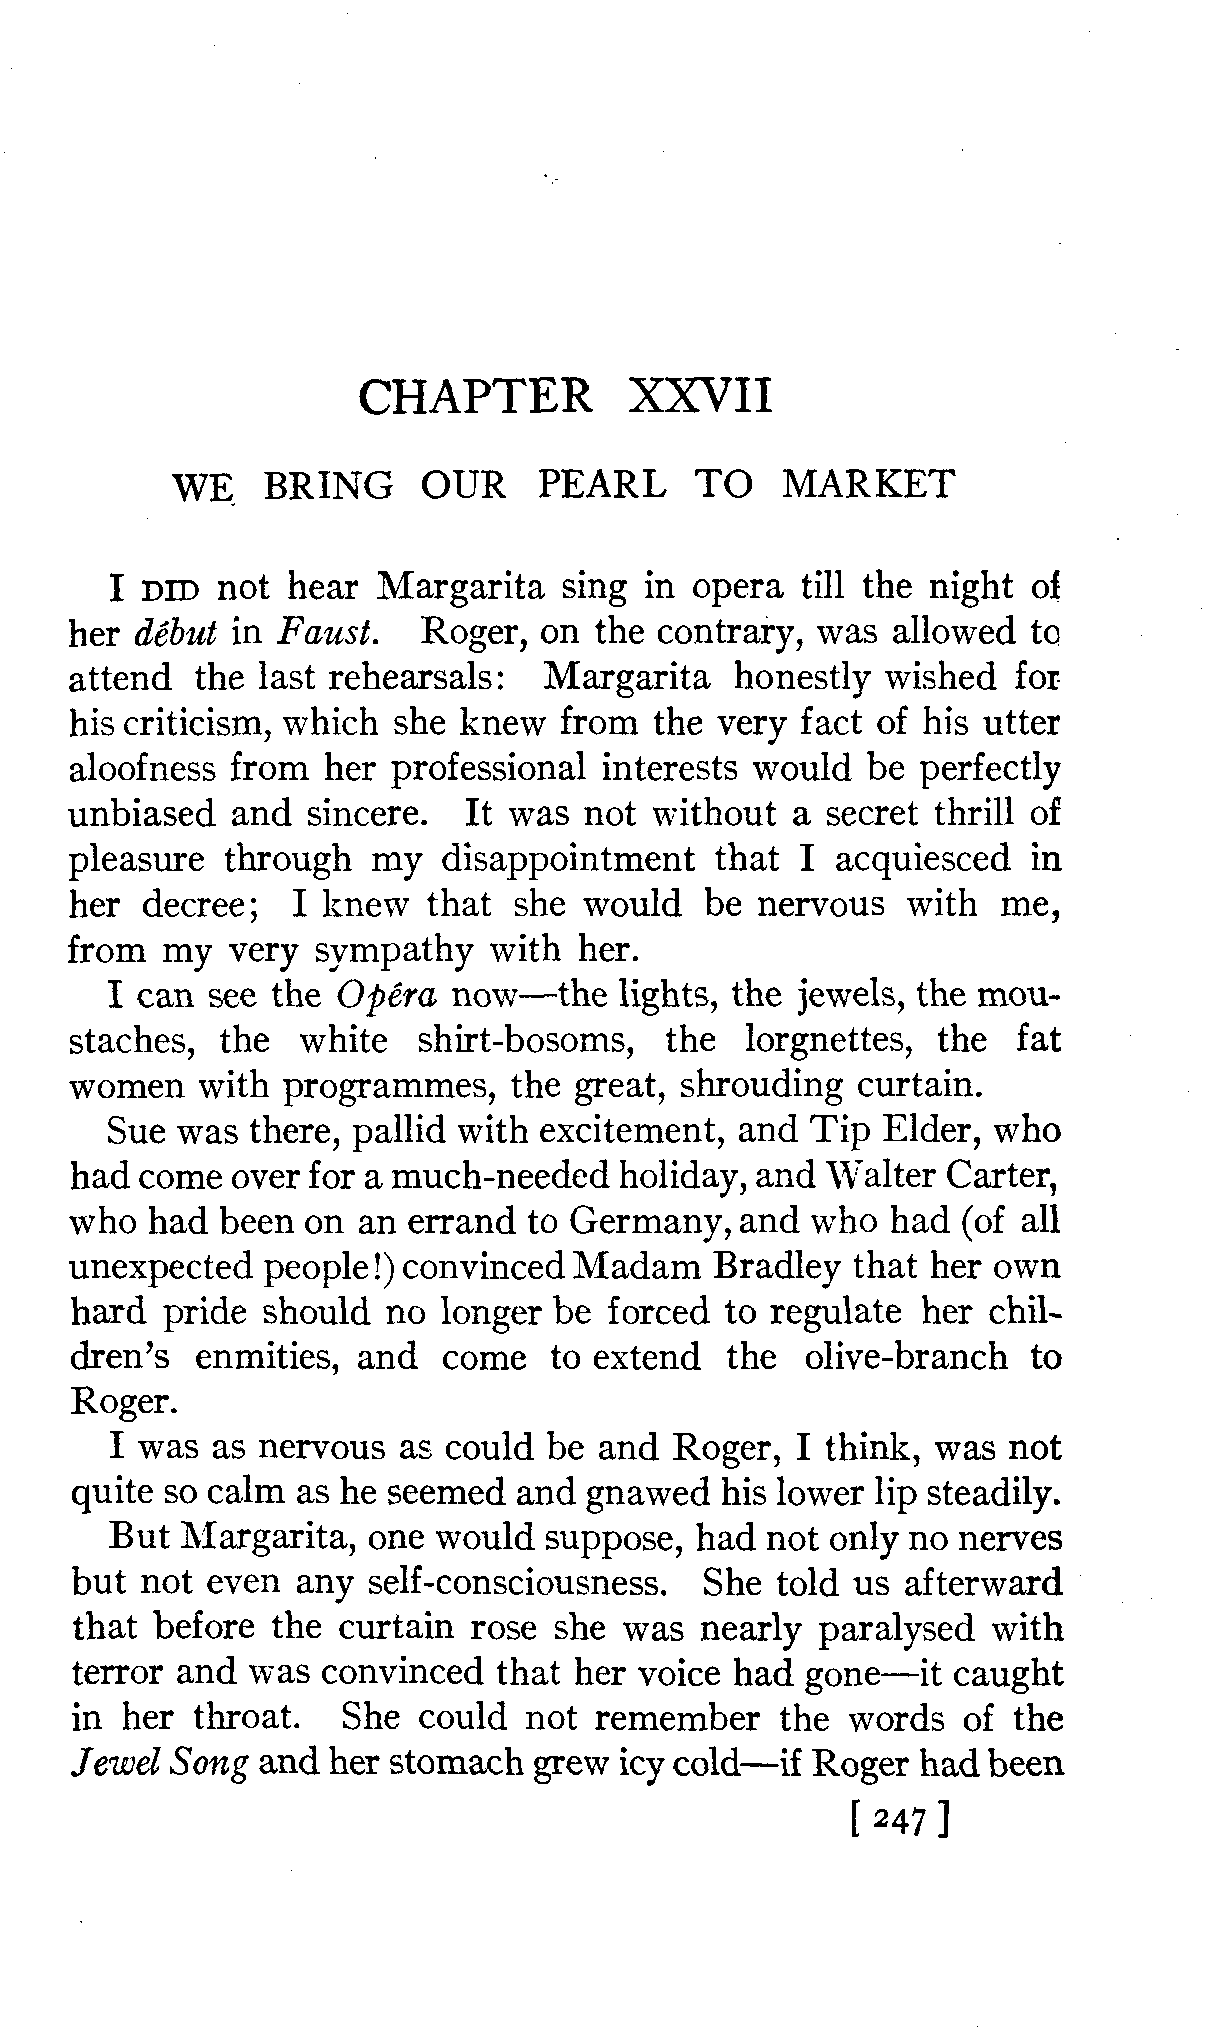 CHAPTER XXVII
WE BRING OUR PEARL TO MARKET
I DID not hear Margarita sing in opera till the night of
her début in Faust. Roger, on the contrary, was allowed to
attend the last rehearsals: Margarita honestly wished for
his criticism, which she knew from the very fact of his utter
aloofness from her professional interests would be perfectly
unbiased and sincere. It was not without a secret thrill of
pleasure through my disappointment that I acquiesced in
her decree; I knew that she would be nervous with me,
from my very sympathy with her.
I can see the Opéra now—the lights, the jewels, the mou-
staches, the white shirt-bosoms, the lorgnettes, the fat
women with programmes, the great, shrouding curtain.
Sue was there, pallid with excitement, and Tip Elder, who
had come over for a much-needed holiday, and Walter Carter,
who had been on an errand to Germany, and who had (of all
unexpected people!) convinced Madam Bradley that her own
hard pride should no longer be forced to regulate her chil-
dren's enmities, and come to extend the olive-branch to
Roger.
I was as nervous as could be and Roger, I think, was not
quite so calm as he seemed and gnawed his lower lip steadily.
But Margarita, one would suppose, had not only no nerves
but not even any self-consciousness. She told us afterward
that before the curtain rose she was nearly paralysed with
terror and was convinced that her voice had gone—it caught
in her throat. She could not remember the words of the
Jewel Song and her stomach grew icy cold—if Roger had been
[ 247 ]